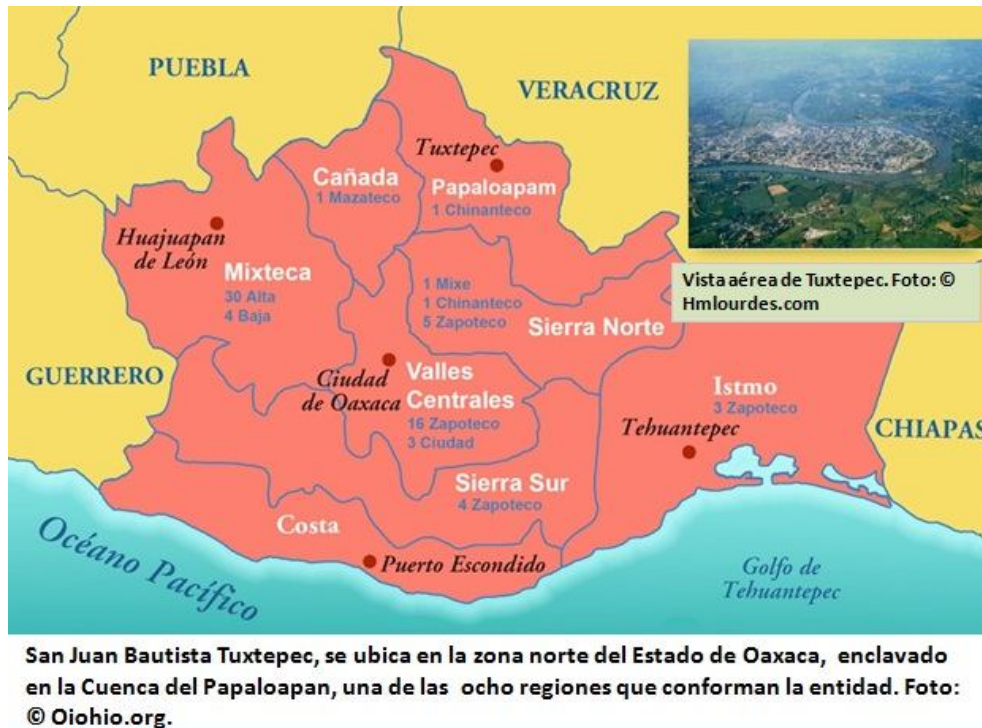 PUEBLA
VERACRUZ
Tuxtepec
Cañada
1 Mazateco
Papaloapam
1 Chinanteco
Huajuapan
de León
Mixteca
30 Alta
4 Baja
1 Mixe
1 Chinanteco
5 Zapoteco
Sierra Norte
Vista aérea de Tuxtepec. Foto: ©
Hmlourdes.com
GUERRERO
Ciudad
de Oaxaca
Valles
Centrales
16 Zapoteco
3 Ciudad
Istmo
3 Zapoteco
Tehuantepec
CHIAPAS
Sierra Sur
4 Zapoteco
Costa
Puerto Escondido
Océano Pacífico
Golfo de
Tehuantepec
San Juan Bautista Tuxtepec, se ubica en la zona norte del Estado de Oaxaca, enclavado
en la Cuenca del Papaloapan, una de las ocho regiones que conforman la entidad. Foto:
© Oiohio.org.